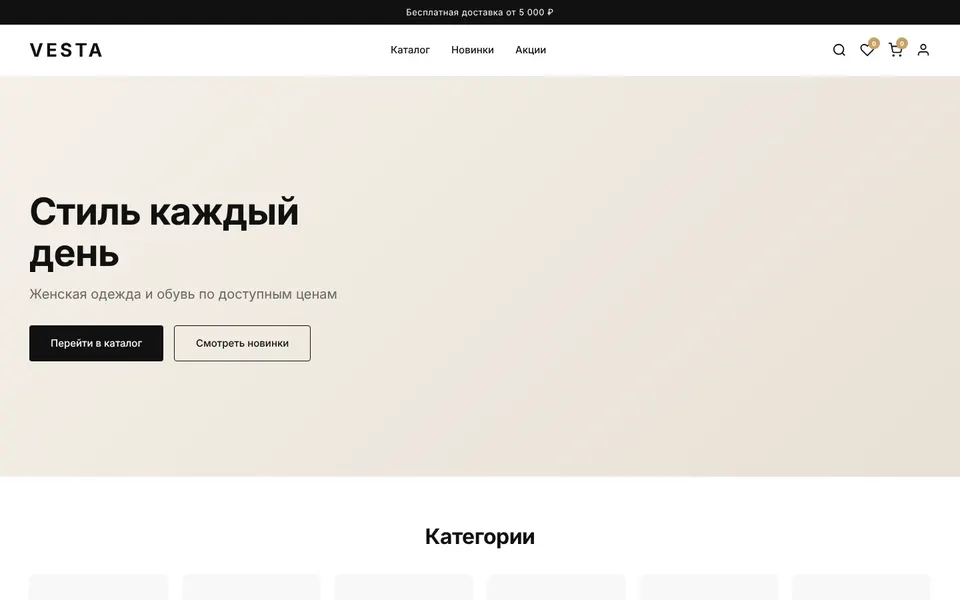 Бесплатная доставка от 5 000 ₽
VESTA
Каталог Новинки Акции
0 0
Стиль каждый
день
Женская одежда и обувь по доступным ценам
Перейти в каталог Смотреть новинки
Категории